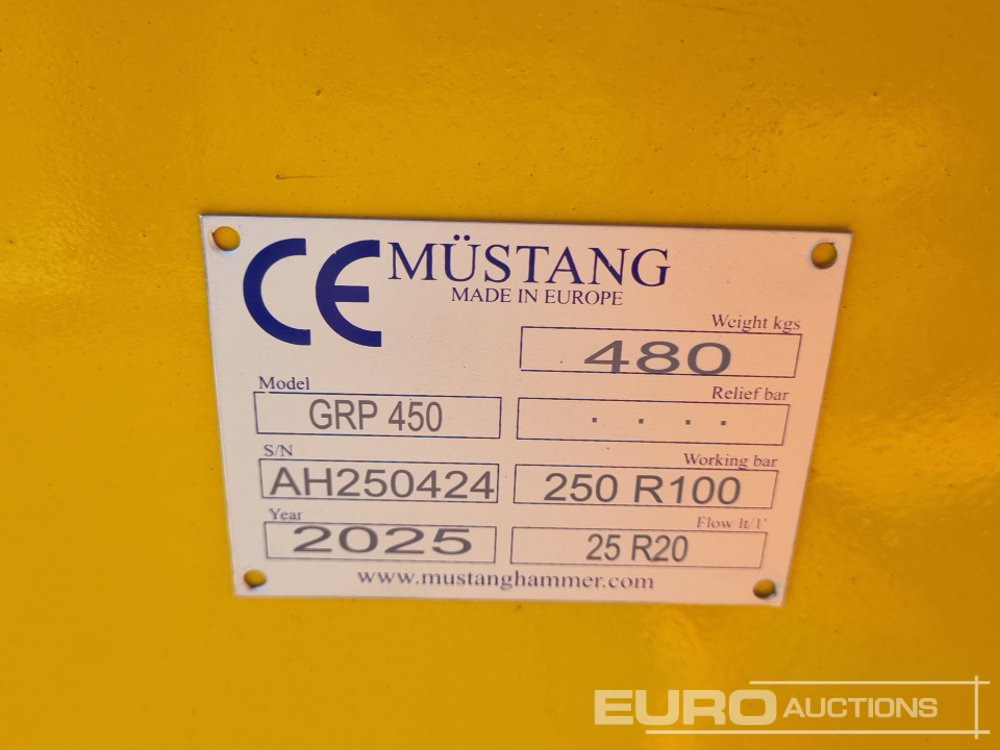 CE MÜSTANG
MADE IN EUROPE
Weight kgs
480
Model
GRP 450
Relief bar
. . . .
S/N
AH250424
Working bar
250 R100
Year
2025
Flow lt/1'
25 R20
www.mustanghammer.com
EURO AUCTIONS